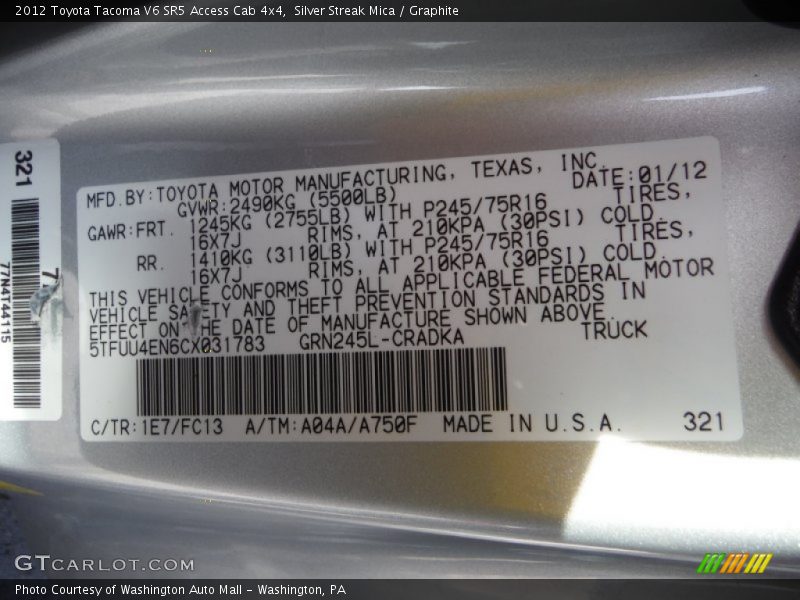 2012 Toyota Tacoma V6 SR5 Access Cab 4x4,  Silver Streak Mica / Graphite
321
77N4T44115
7
MFD.BY:TOYOTA MOTOR MANUFACTURING, TEXAS, INC.
DATE:01/12
GVWR:2490KG (5500LB)
GAWR:FRT. 1245KG (2755LB) WITH P245/75R16 TIRES,
16X7J RIMS, AT 210KPA (30PSI) COLD.
RR. 1410KG (3110LB) WITH P245/75R16 TIRES,
16X7J RIMS, AT 210KPA (30PSI) COLD.
THIS VEHICLE CONFORMS TO ALL APPLICABLE FEDERAL MOTOR
VEHICLE SAFETY AND THEFT PREVENTION STANDARDS IN
EFFECT ON THE DATE OF MANUFACTURE SHOWN ABOVE.
5TFUU4EN6CX031783 GRN245L-CRADKA TRUCK
C/TR:1E7/FC13 A/TM:A04A/A750F MADE IN U.S.A. 321
GTCARLOT.COM
Photo Courtesy of Washington Auto Mall - Washington, PA